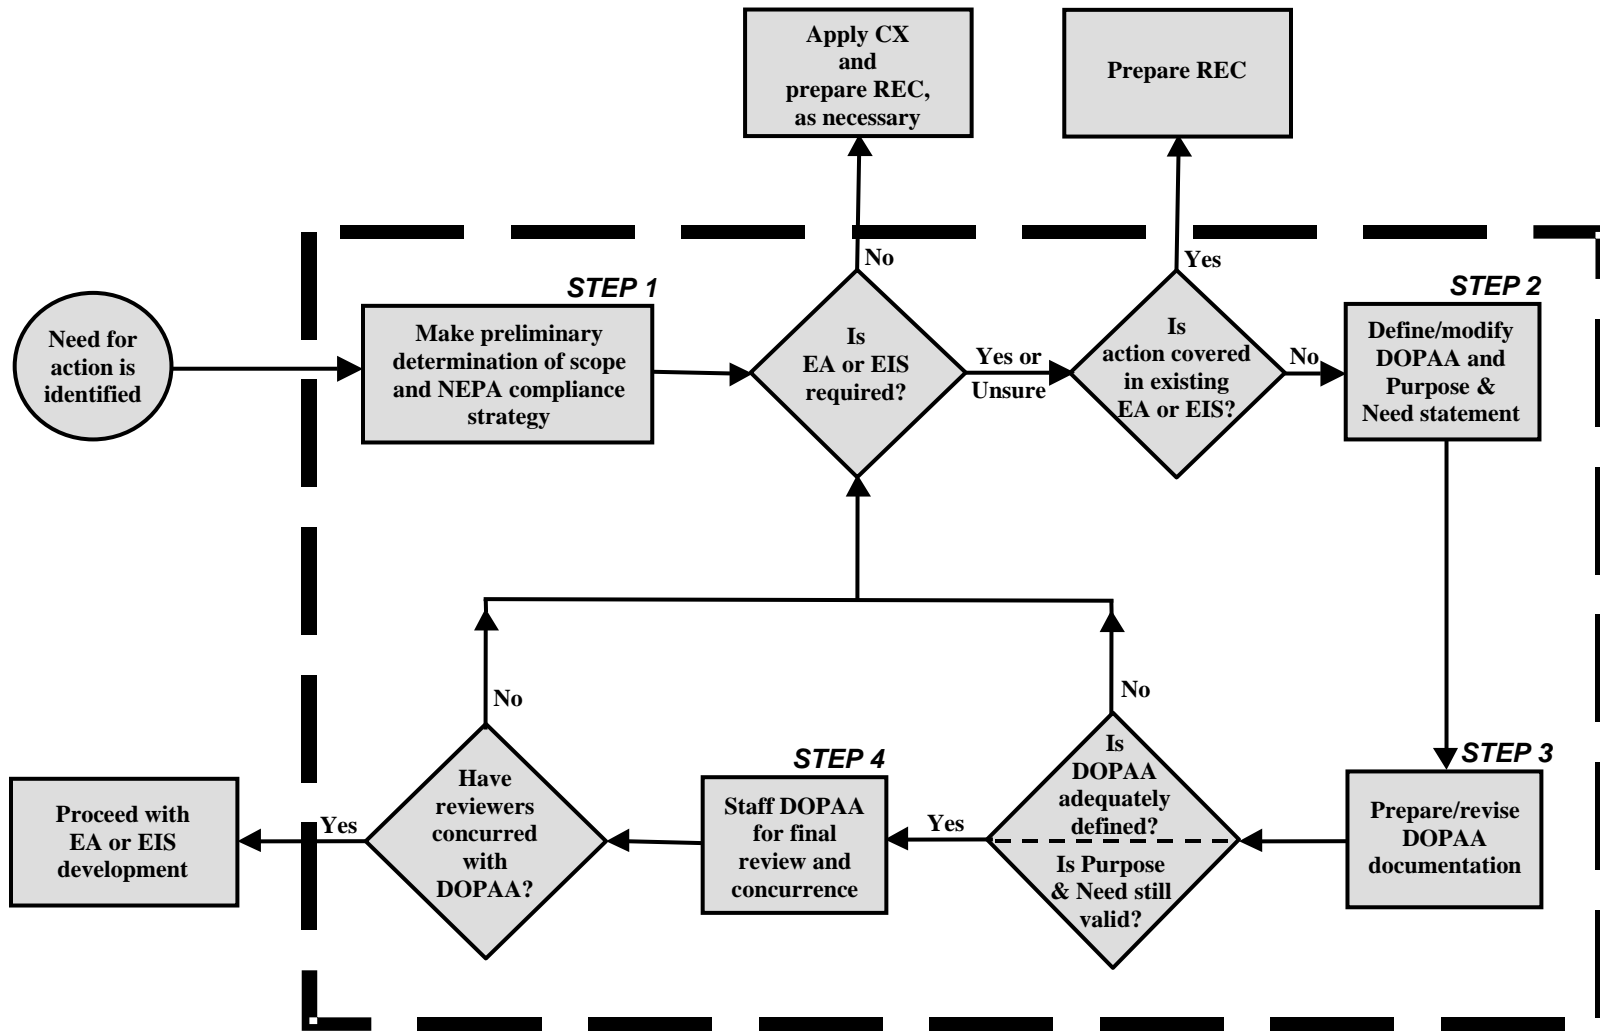 Apply CX
and
prepare REC,
as necessary
Prepare REC
No
Yes
STEP 1
STEP 2
Need for
action is
identified
Make preliminary
determination of scope
and NEPA compliance
strategy
Is
EA or EIS
required?
Yes or
Unsure
Is
action covered
in existing
EA or EIS?
No
Define/modify
DOPAA and
Purpose &
Need statement
No
No
STEP 4
STEP 3
Proceed with
EA or EIS
development
Yes
Have
reviewers
concurred
with
DOPAA?
Staff DOPAA
for final
review and
concurrence
Yes
Is
DOPAA
adequately
defined?
Is Purpose
& Need still
valid?
Prepare/revise
DOPAA
documentation